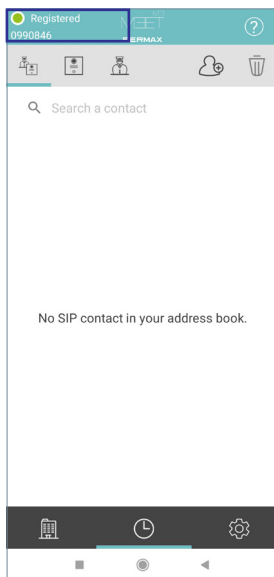 Registered
0990846
MEET
FERMAX
Search a contact
No SIP contact in your address book.